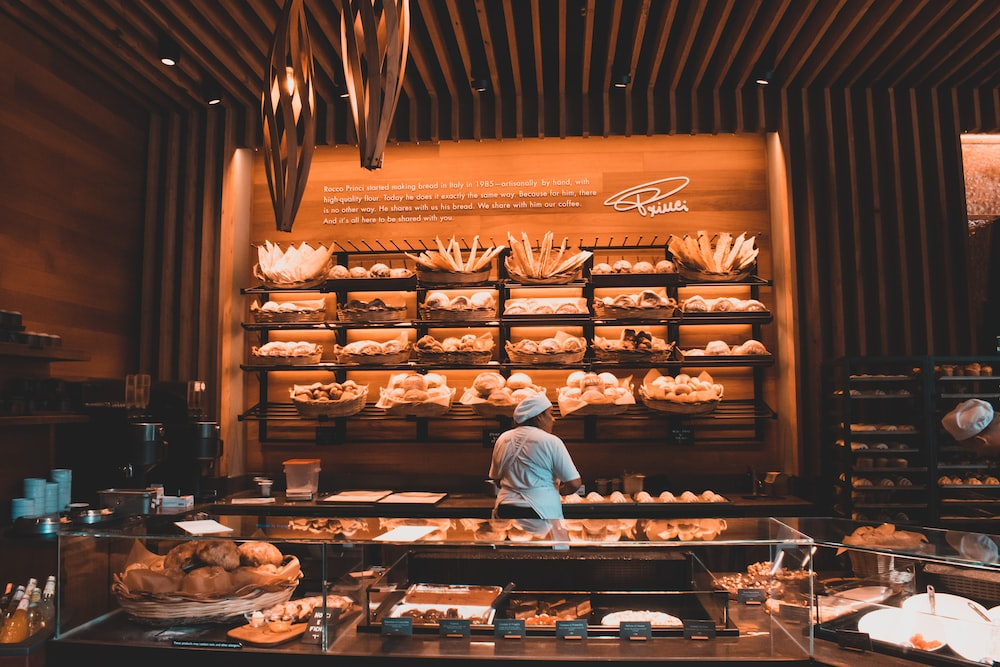 Rocco Princi started making bread in Italy in 1985—artisanally by hand, with
high-quality flour. Today he does it exactly the same way. Because for him, there
is no other way. He shares with us his bread. We share with him our coffee.
And it's all here to be shared with you.
Princi